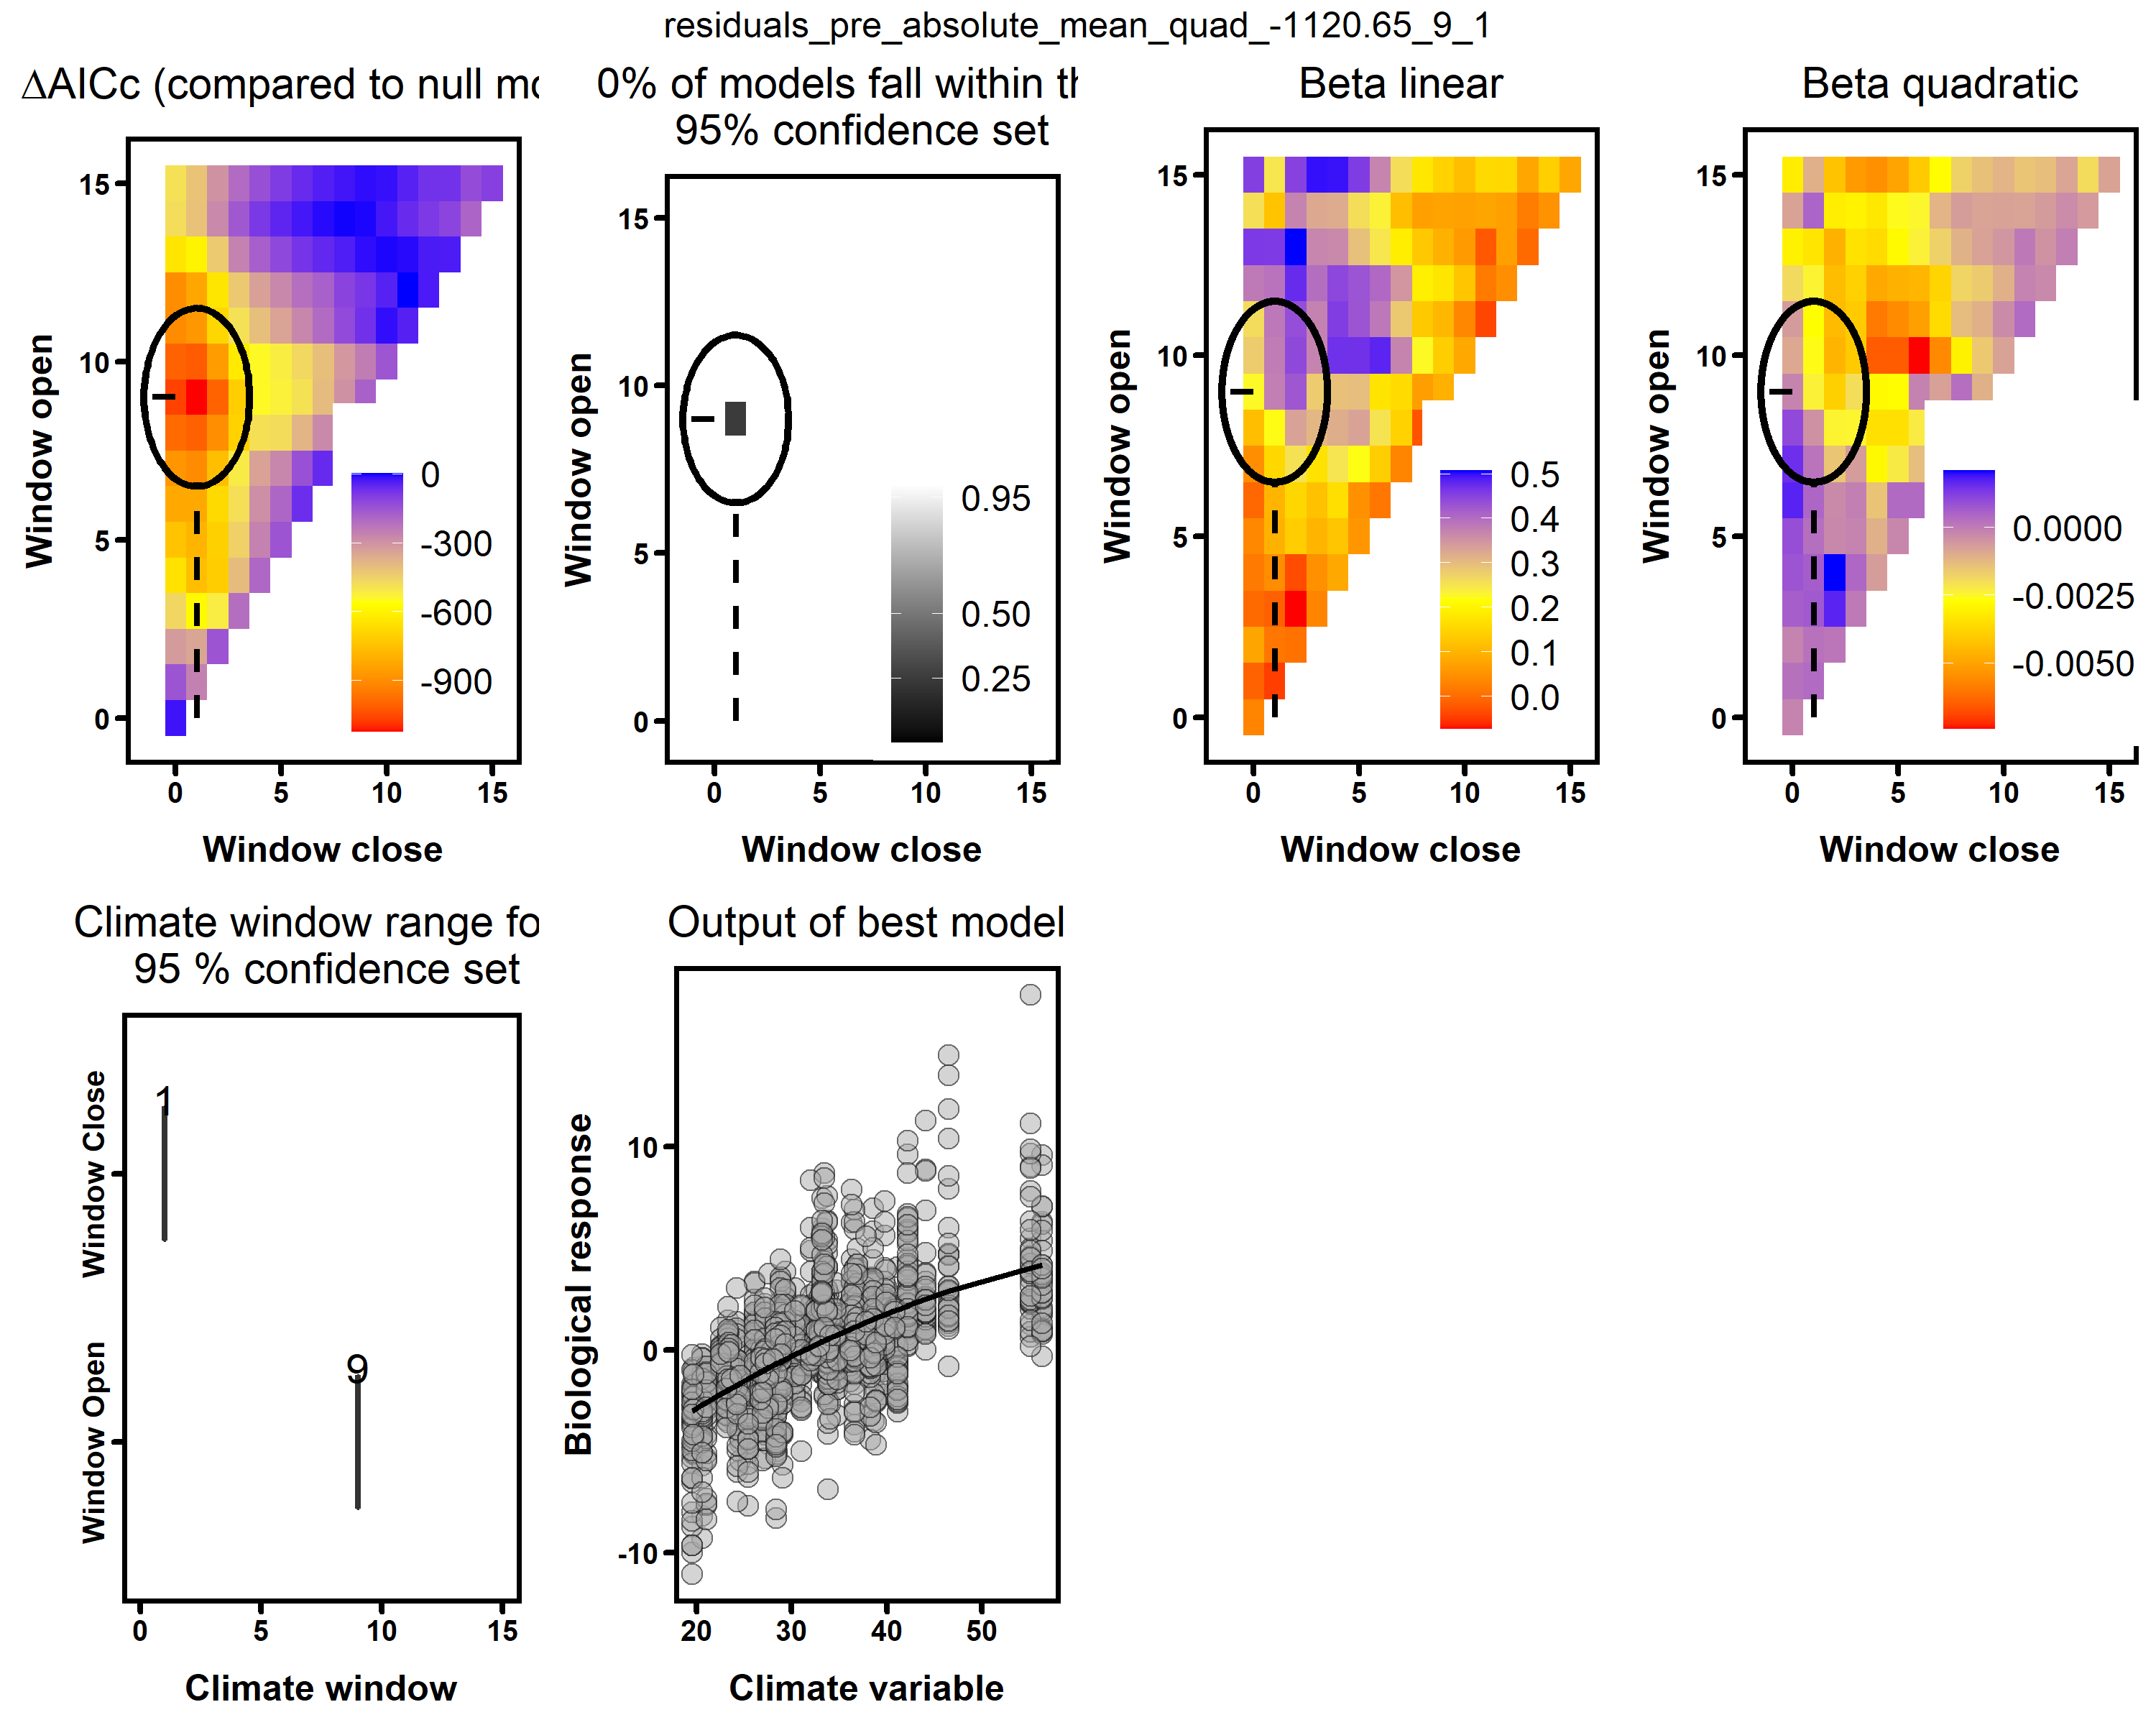 residuals_pre_absolute_mean_quad_-1120.65_9_1
ΔAICc (compared to null mo
15
10
5
0
0 5 10 15
Window open
Window close
0
-300
-600
-900
0% of models fall within th
95% confidence set
15
10
5
0
0 5 10 15
Window open
Window close
0.95
0.50
0.25
Beta linear
15
10
5
0
0 5 10 15
Window open
Window close
0.5
0.4
0.3
0.2
0.1
0.0
Beta quadratic
15
10
5
0
0 5 10 15
Window open
Window close
0.0000
-0.0025
-0.0050
Climate window range fo
95 % confidence set
Window Close
Window Open
1
9
0 5 10 15
Climate window
Output of best model
Biological response
10
0
-10
20 30 40 50
Climate variable